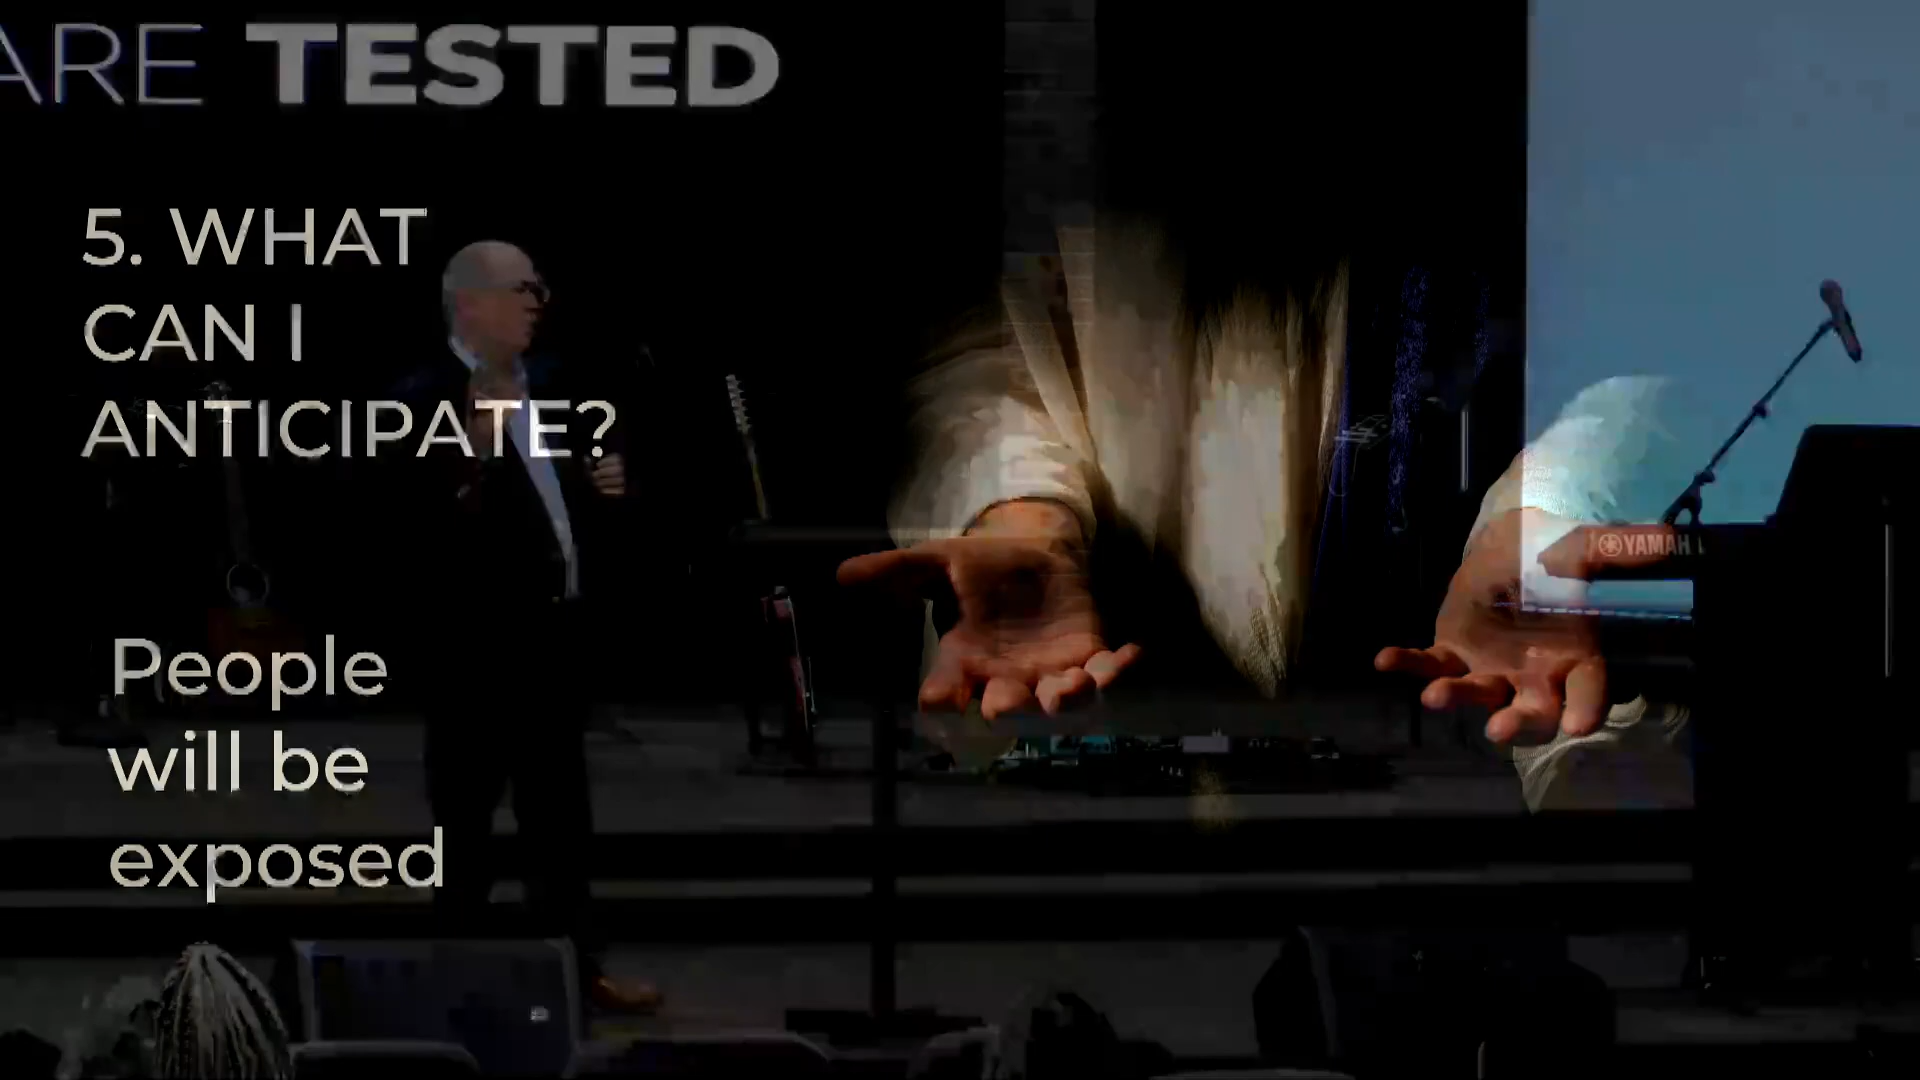 ARE TESTED
5. WHAT
CAN I
ANTICIPATE?
YAMAH
People
will be
exposed